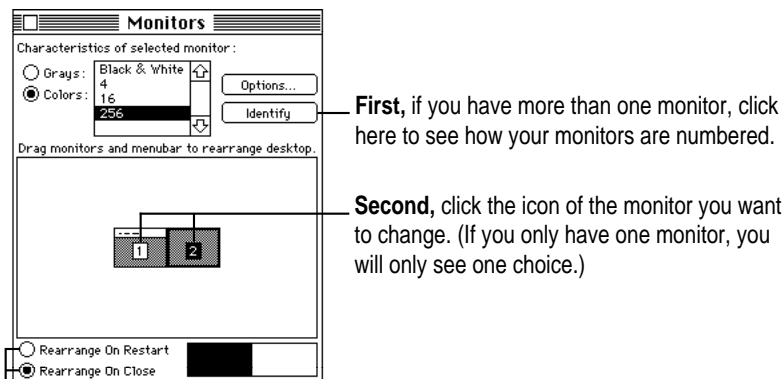 Monitors
Characteristics of selected monitor :
Grays :
Colors :
Black & White
4
16
256
Options...
Identify
First, if you have more than one monitor, click
here to see how your monitors are numbered.
Drag monitors and menubar to rearrange desktop.
1
2
Second, click the icon of the monitor you want
to change. (If you only have one monitor, you
will only see one choice.)
Rearrange On Restart
Rearrange On Close